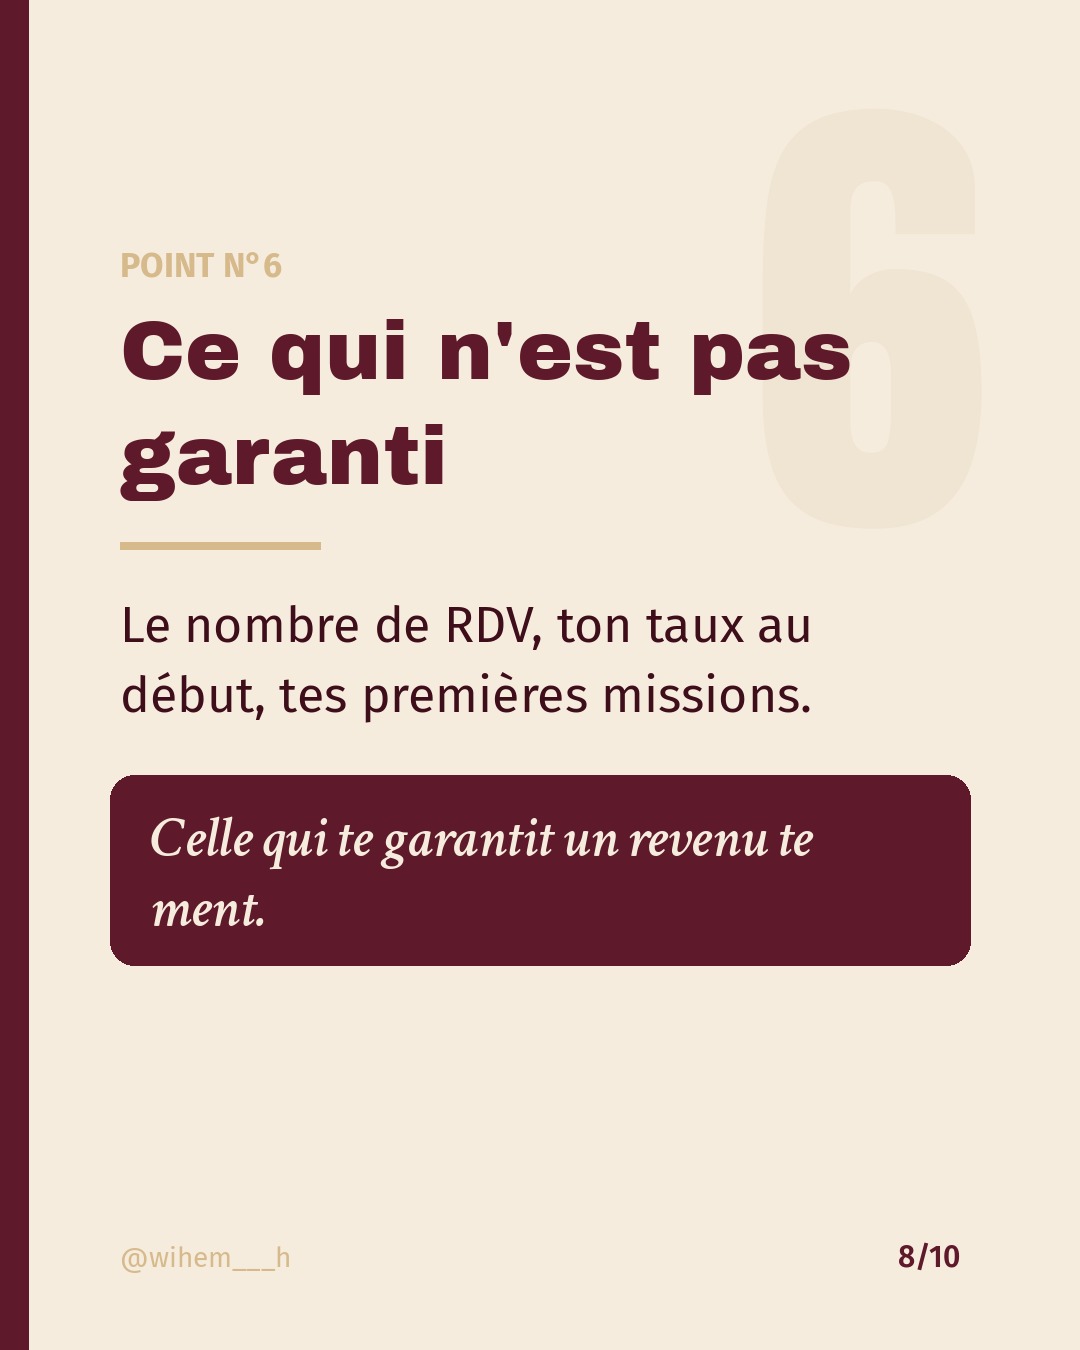 6
POINT N°6
Ce qui n'est pas
garanti
Le nombre de RDV, ton taux au
début, tes premières missions.
Celle qui te garantit un revenu te
ment.
@wihem___h
8/10